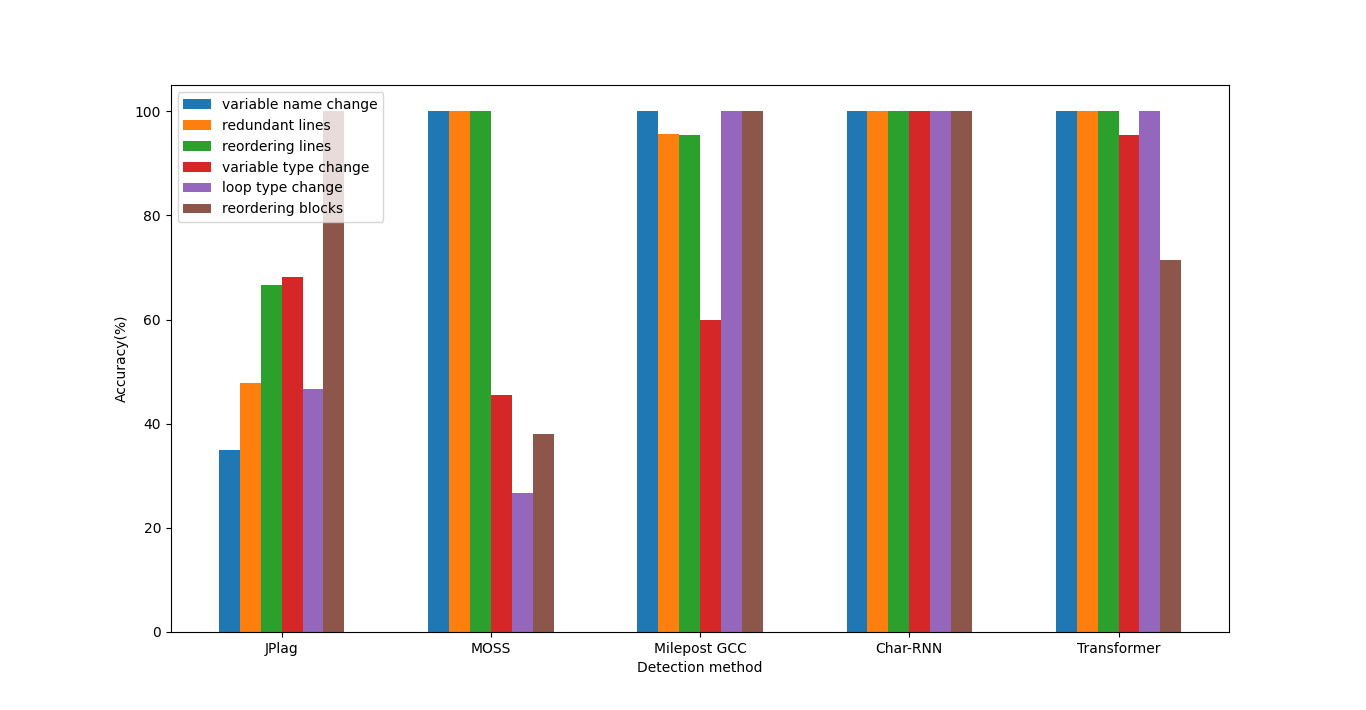 variable name change
redundant lines
reordering lines
variable type change
loop type change
reordering blocks
100
80
60
40
20
0
Accuracy(%)
JPlag MOSS Milepost GCC Char-RNN Transformer
Detection method